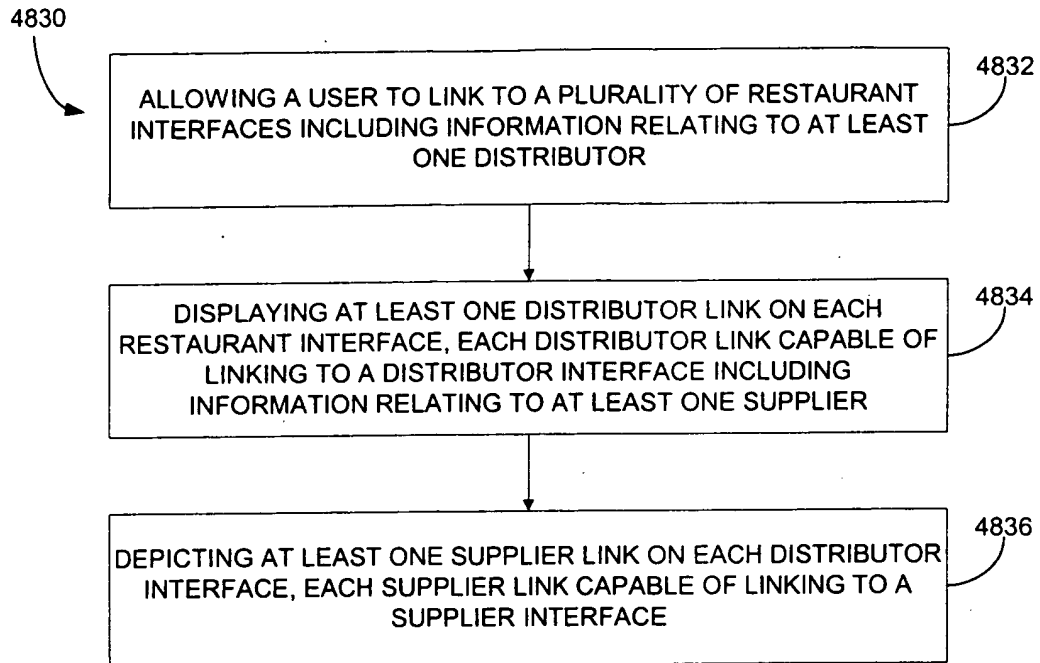 4830
4832
ALLOWING A USER TO LINK TO A PLURALITY OF RESTAURANT
INTERFACES INCLUDING INFORMATION RELATING TO AT LEAST
ONE DISTRIBUTOR
4834
DISPLAYING AT LEAST ONE DISTRIBUTOR LINK ON EACH
RESTAURANT INTERFACE, EACH DISTRIBUTOR LINK CAPABLE OF
LINKING TO A DISTRIBUTOR INTERFACE INCLUDING
INFORMATION RELATING TO AT LEAST ONE SUPPLIER
4836
DEPICTING AT LEAST ONE SUPPLIER LINK ON EACH DISTRIBUTOR
INTERFACE, EACH SUPPLIER LINK CAPABLE OF LINKING TO A
SUPPLIER INTERFACE